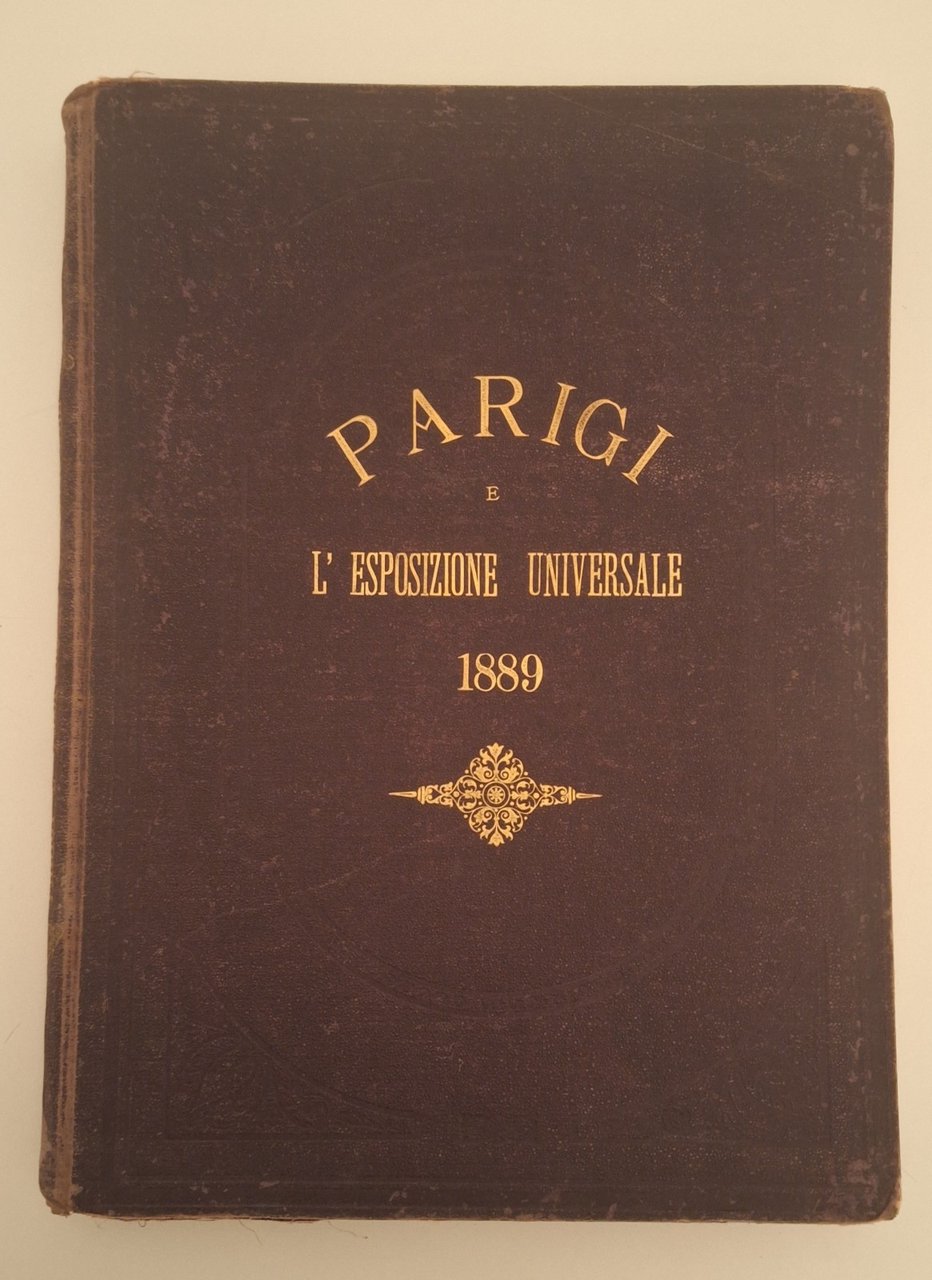 PARIGI
E
L' ESPOSIZIONE UNIVERSALE
1889